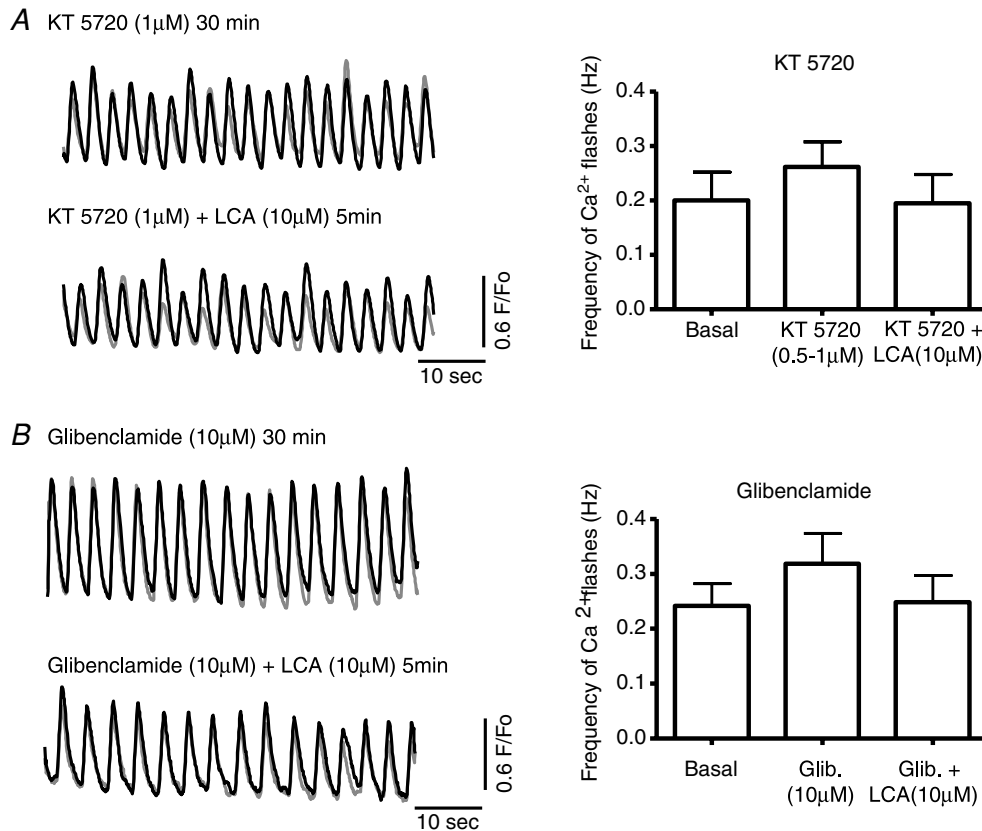 A KT 5720 (1μM) 30 min
KT 5720 (1μM) + LCA (10μM) 5min
0.6 F/Fo
10 sec
KT 5720
Frequency of Ca2+ flashes (Hz)
0.4
0.3
0.2
0.1
0.0
Basal
KT 5720
(0.5-1μM)
KT 5720 +
LCA(10μM)
B Glibenclamide (10μM) 30 min
Glibenclamide (10μM) + LCA (10μM) 5min
0.6 F/Fo
10 sec
Glibenclamide
Frequency of Ca 2+flashes (Hz)
0.4
0.3
0.2
0.1
0.0
Basal
Glib.
(10μM)
Glib. +
LCA(10μM)